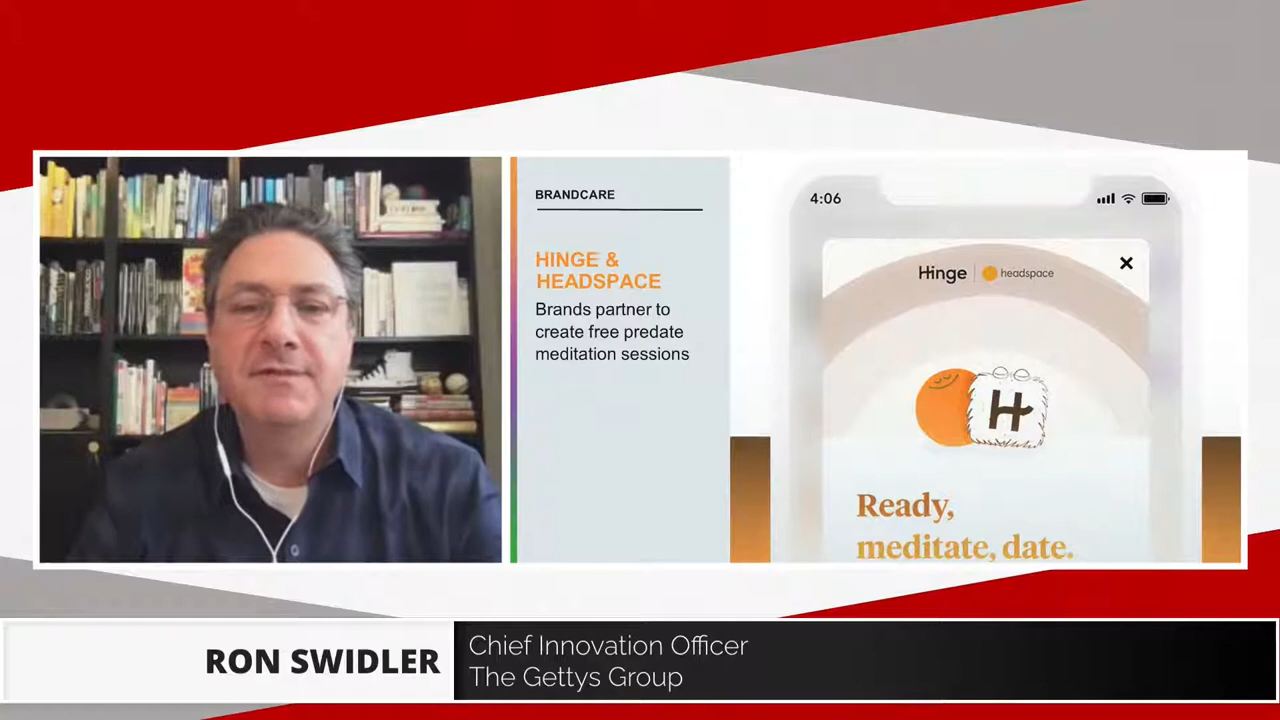 BRANDCARE
HINGE &
HEADSPACE
Brands partner to
create free predate
meditation sessions
4:06
Hinge | headspace
H
Ready,
meditate, date.
RON SWIDLER
Chief Innovation Officer
The Gettys Group